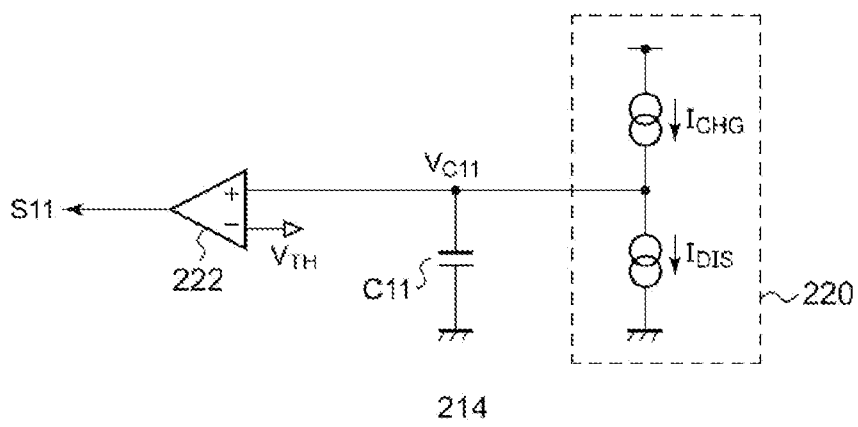 I_CHG
V_C11
S11
+
−
V_TH
222
C11
I_DIS
220
214